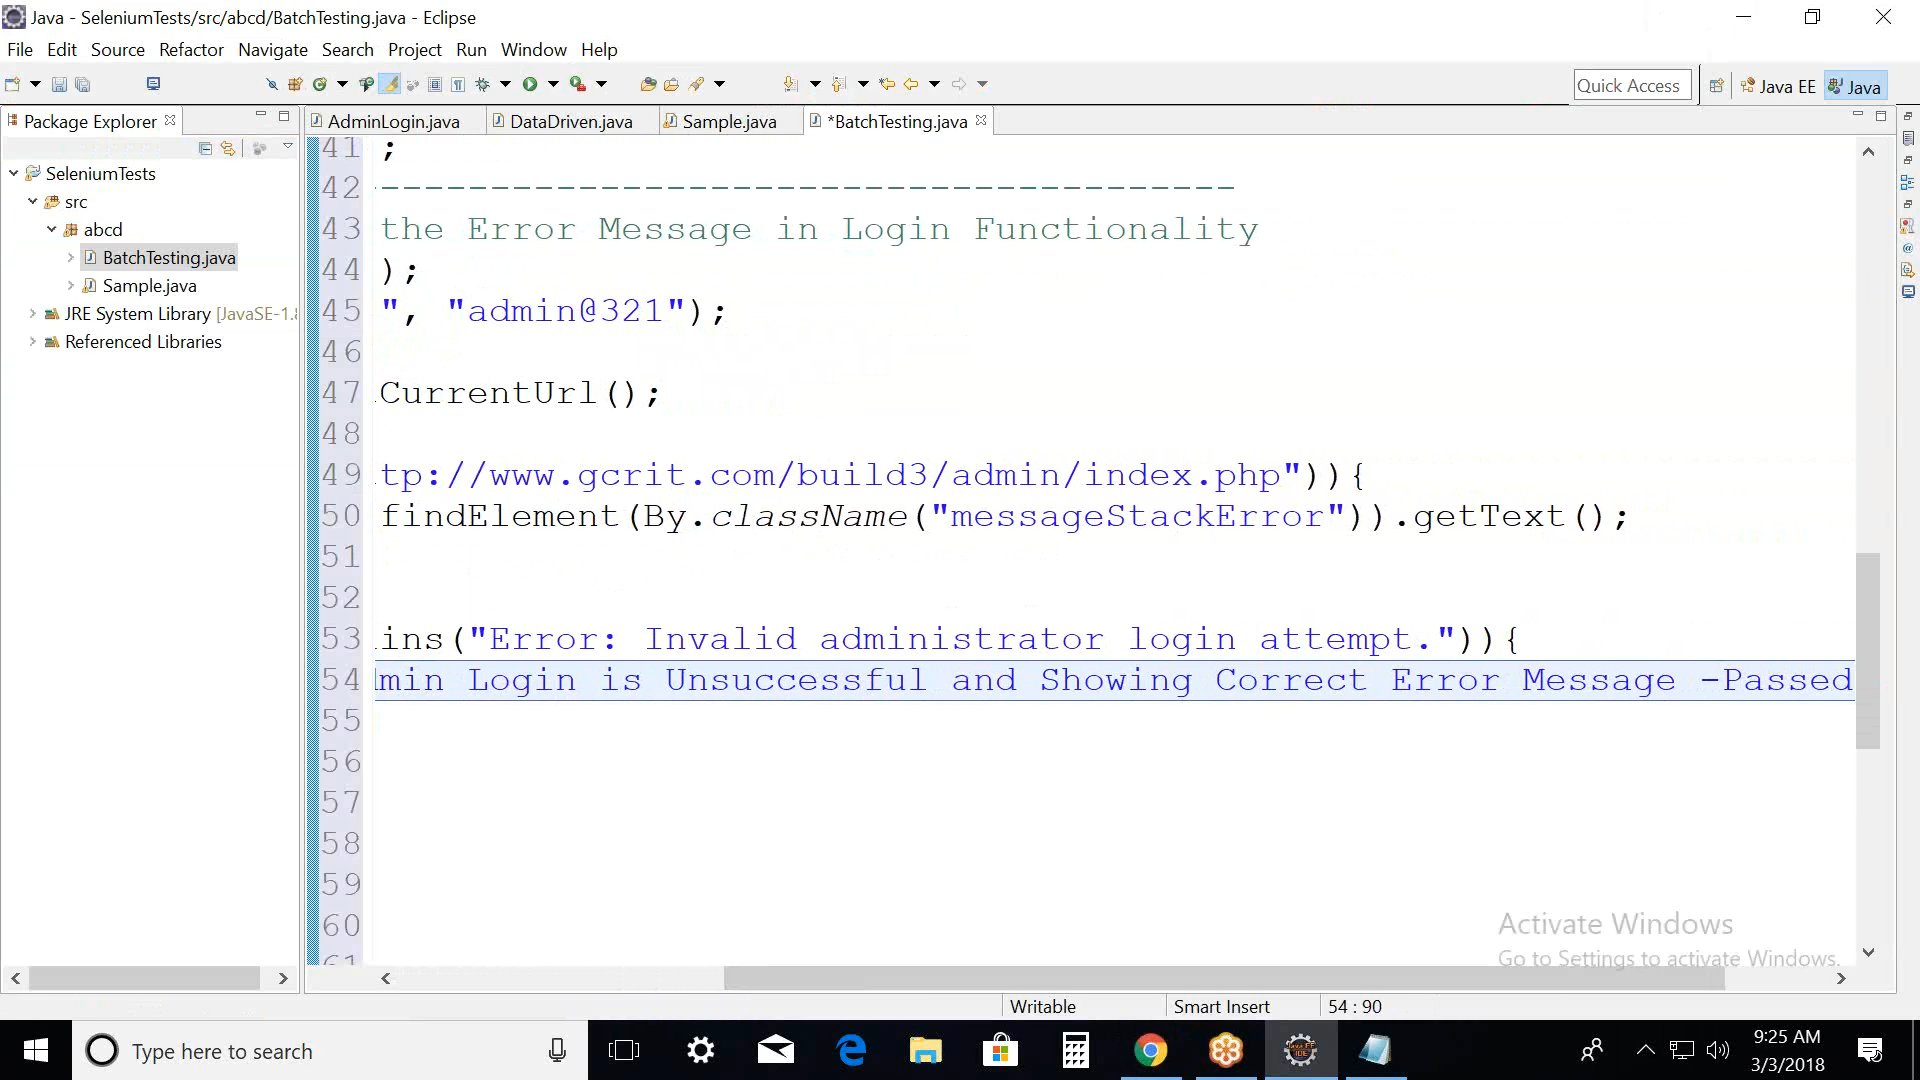 Java - SeleniumTests/src/abcd/BatchTesting.java - Eclipse
File Edit Source Refactor Navigate Search Project Run Window Help
Quick Access
Java EE
Java
Package Explorer
AdminLogin.java
DataDriven.java
Sample.java
*BatchTesting.java
SeleniumTests
src
abcd
BatchTesting.java
Sample.java
JRE System Library [JavaSE-1.8
Referenced Libraries
41 ;
42 ----------------------------------------
43 the Error Message in Login Functionality
44 );
45 ", "admin@321");
46
47 CurrentUrl();
48
49 tp://www.gcrit.com/build3/admin/index.php")){
50 findElement(By.className("messageStackError")).getText();
51
52
53 ins("Error: Invalid administrator login attempt.")){
54 min Login is Unsuccessful and Showing Correct Error Message -Passed
55
56
57
58
59
60
61
Activate Windows
Go to Settings to activate Windows.
Writable
Smart Insert
54 : 90
Type here to search
9:25 AM
3/3/2018